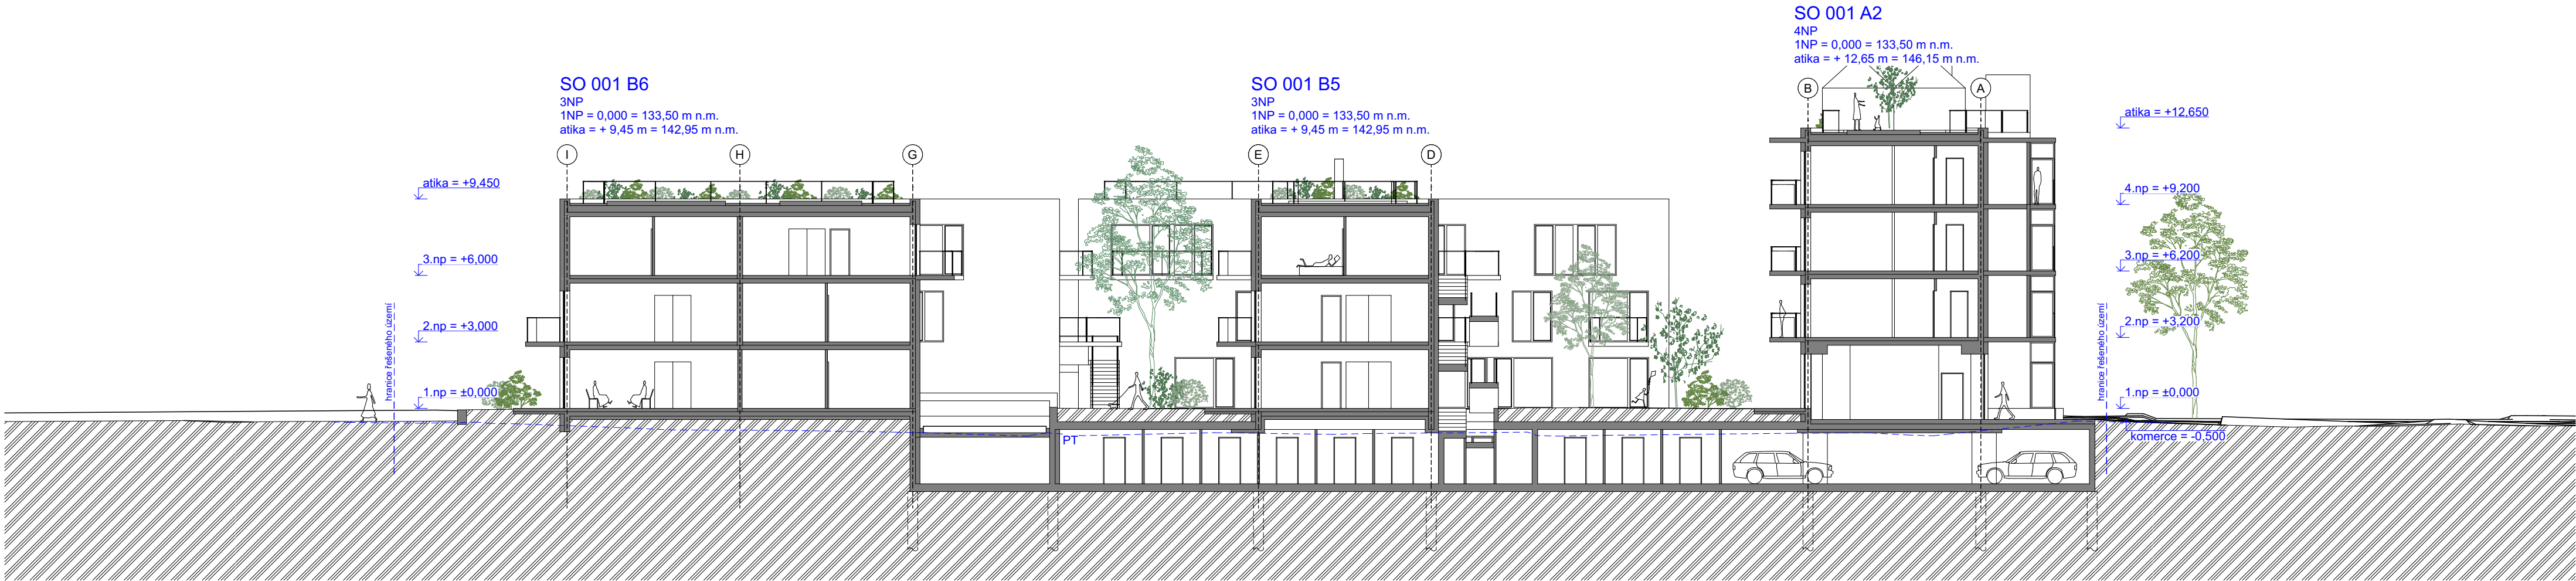 SO 001 A2
4NP
1NP = 0,000 = 133,50 m n.m.
atika = + 12,65 m = 146,15 m n.m.
SO 001 B6
3NP
1NP = 0,000 = 133,50 m n.m.
atika = + 9,45 m = 142,95 m n.m.
SO 001 B5
3NP
1NP = 0,000 = 133,50 m n.m.
atika = + 9,45 m = 142,95 m n.m.
B
A
I
H
G
E
D
atika = +9,450
3.np = +6,000
2.np = +3,000
1.np = ±0,000
hranice řešeného území
PT
atika = +12,650
4.np = +9,200
3.np = +6,200
2.np = +3,200
1.np = ±0,000
komerce = -0,500
hranice řešeného území